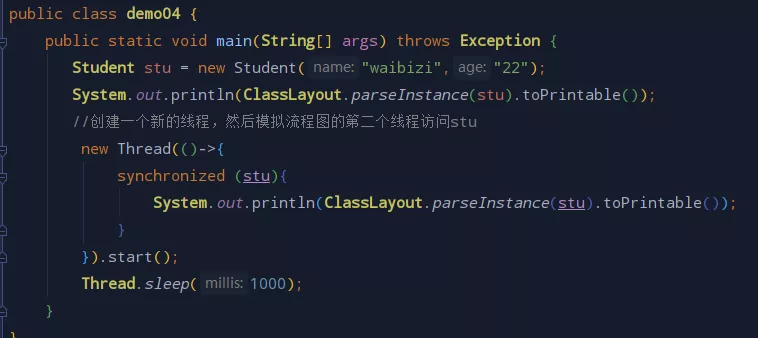 public class demo04 {
public static void main(String[] args) throws Exception {
Student stu = new Student( name: "waibizi", age: "22");
System.out.println(ClassLayout.parseInstance(stu).toPrintable());
//创建一个新的线程，然后模拟流程图的第二个线程访问stu
new Thread(()->{
synchronized (stu){
System.out.println(ClassLayout.parseInstance(stu).toPrintable());
}
}).start();
Thread.sleep( millis: 1000);
}
}